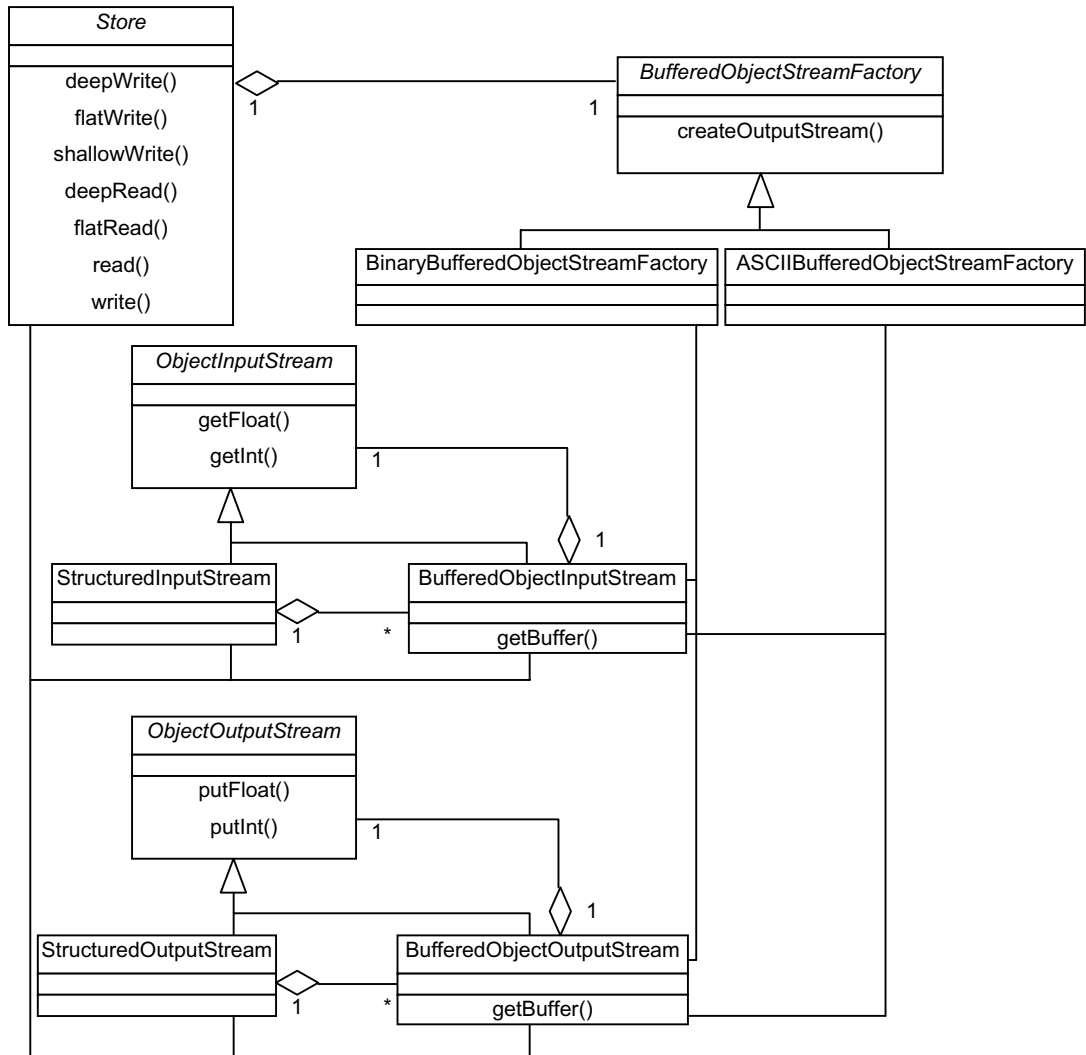 Store
deepWrite()
flatWrite()
shallowWrite()
deepRead()
flatRead()
read()
write()
1
1
BufferedObjectStreamFactory
createOutputStream()
BinaryBufferedObjectStreamFactory
ASCIIBufferedObjectStreamFactory
ObjectInputStream
getFloat()
getInt()
1
1
StructuredInputStream
1
*
BufferedObjectInputStream
getBuffer()
ObjectOutputStream
putFloat()
putInt()
1
1
StructuredOutputStream
1
*
BufferedObjectOutputStream
getBuffer()